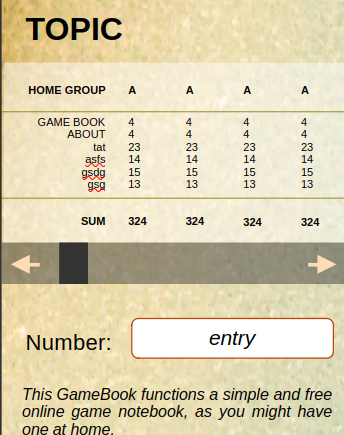 TOPIC
HOME GROUP A A A A
GAME BOOK 4 4 4 4
ABOUT 4 4 4 4
tat 23 23 23 23
asfs 14 14 14 14
gsdg 15 15 15 15
gsg 13 13 13 13
SUM 324 324 324 324
Number: entry
This GameBook functions a simple and free
online game notebook, as you might have
one at home.